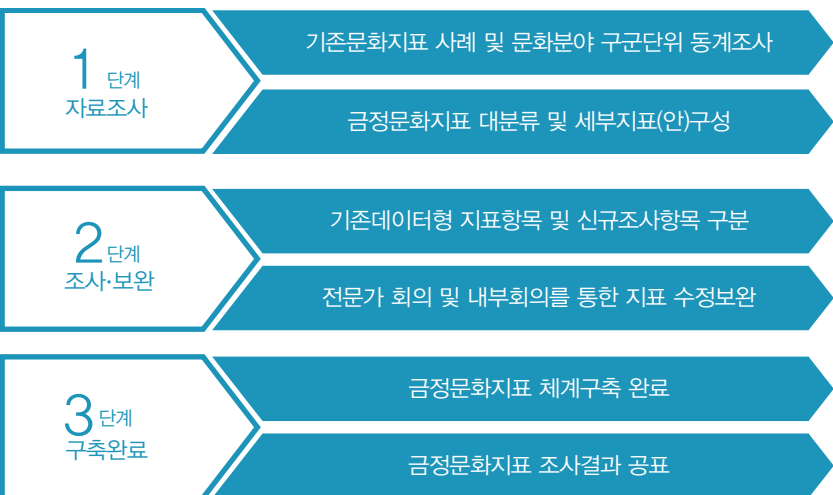 1 단계
자료조사
기존문화지표 사례 및 문화분야 구군단위 동계조사
금정문화지표 대분류 및 세부지표(안)구성
2 단계
조사·보완
기존데이터형 지표항목 및 신규조사항목 구분
전문가 회의 및 내부회의를 통한 지표 수정보완
3 단계
구축완료
금정문화지표 체계구축 완료
금정문화지표 조사결과 공표